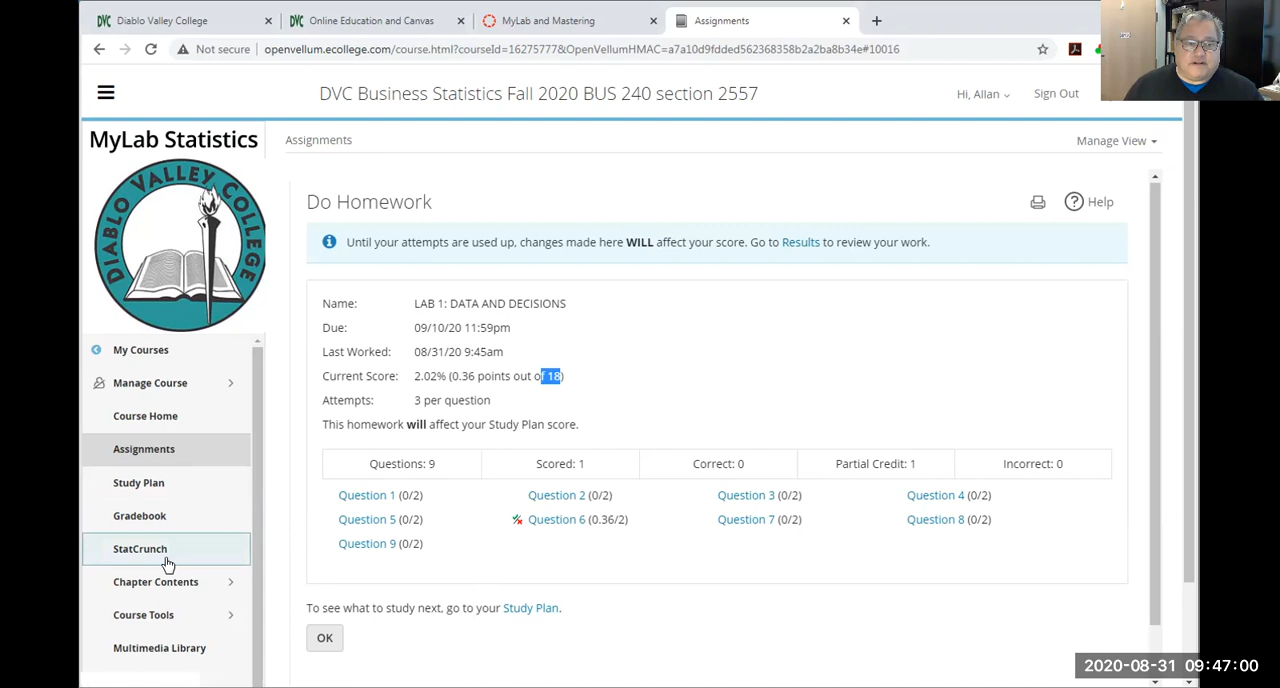 Diablo Valley College
Online Education and Canvas
MyLab and Mastering
Assignments
Not secure
openvellum.ecollege.com/course.html?courseId=16275777&OpenVellumHMAC=a7a10d9fdded562368358b2a2ba8b34e#10016
DVC Business Statistics Fall 2020 BUS 240 section 2557
Hi, Allan
Sign Out
MyLab Statistics
DIABLO VALLEY COLLEGE
My Courses
Manage Course
Course Home
Assignments
Study Plan
Gradebook
StatCrunch
Chapter Contents
Course Tools
Multimedia Library
Assignments
Manage View
Do Homework
Help
Until your attempts are used up, changes made here WILL affect your score. Go to Results to review your work.
Name: LAB 1: DATA AND DECISIONS
Due: 09/10/20 11:59pm
Last Worked: 08/31/20 9:45am
Current Score: 2.02% (0.36 points out of 18)
Attempts: 3 per question
This homework will affect your Study Plan score.
Questions: 9 Scored: 1 Correct: 0 Partial Credit: 1 Incorrect: 0
Question 1 (0/2) Question 2 (0/2) Question 3 (0/2) Question 4 (0/2)
Question 5 (0/2) Question 6 (0.36/2) Question 7 (0/2) Question 8 (0/2)
Question 9 (0/2)
To see what to study next, go to your Study Plan.
OK
2020-08-31 09:47:00